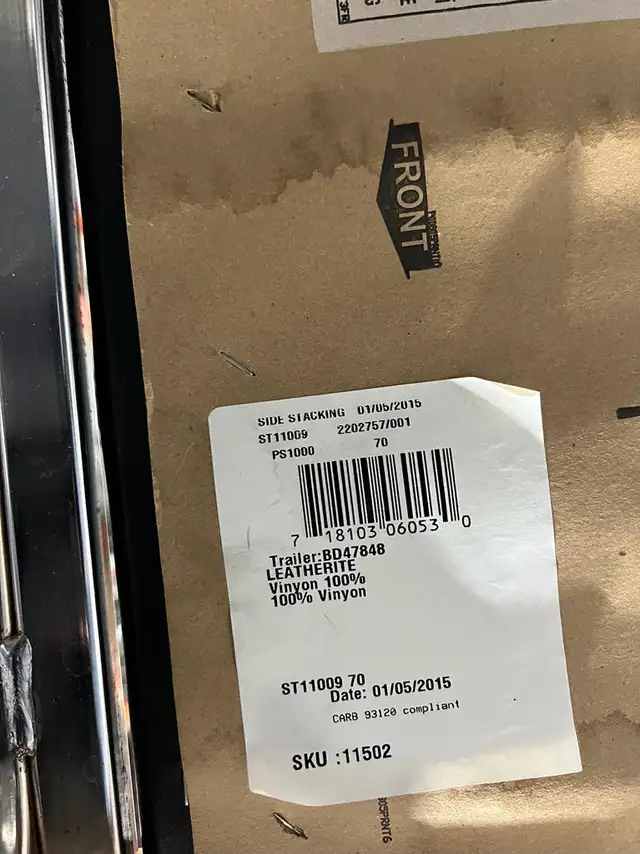 FRONT
SIDE STACKING 01/05/2015
ST11009 2202757/001
PS1000 70
7 18103 06053 0
Trailer:BD47848
LEATHERITE
Vinyon 100%
100% Vinyon
ST11009 70
Date: 01/05/2015
CARB 93120 compliant
SKU :11502